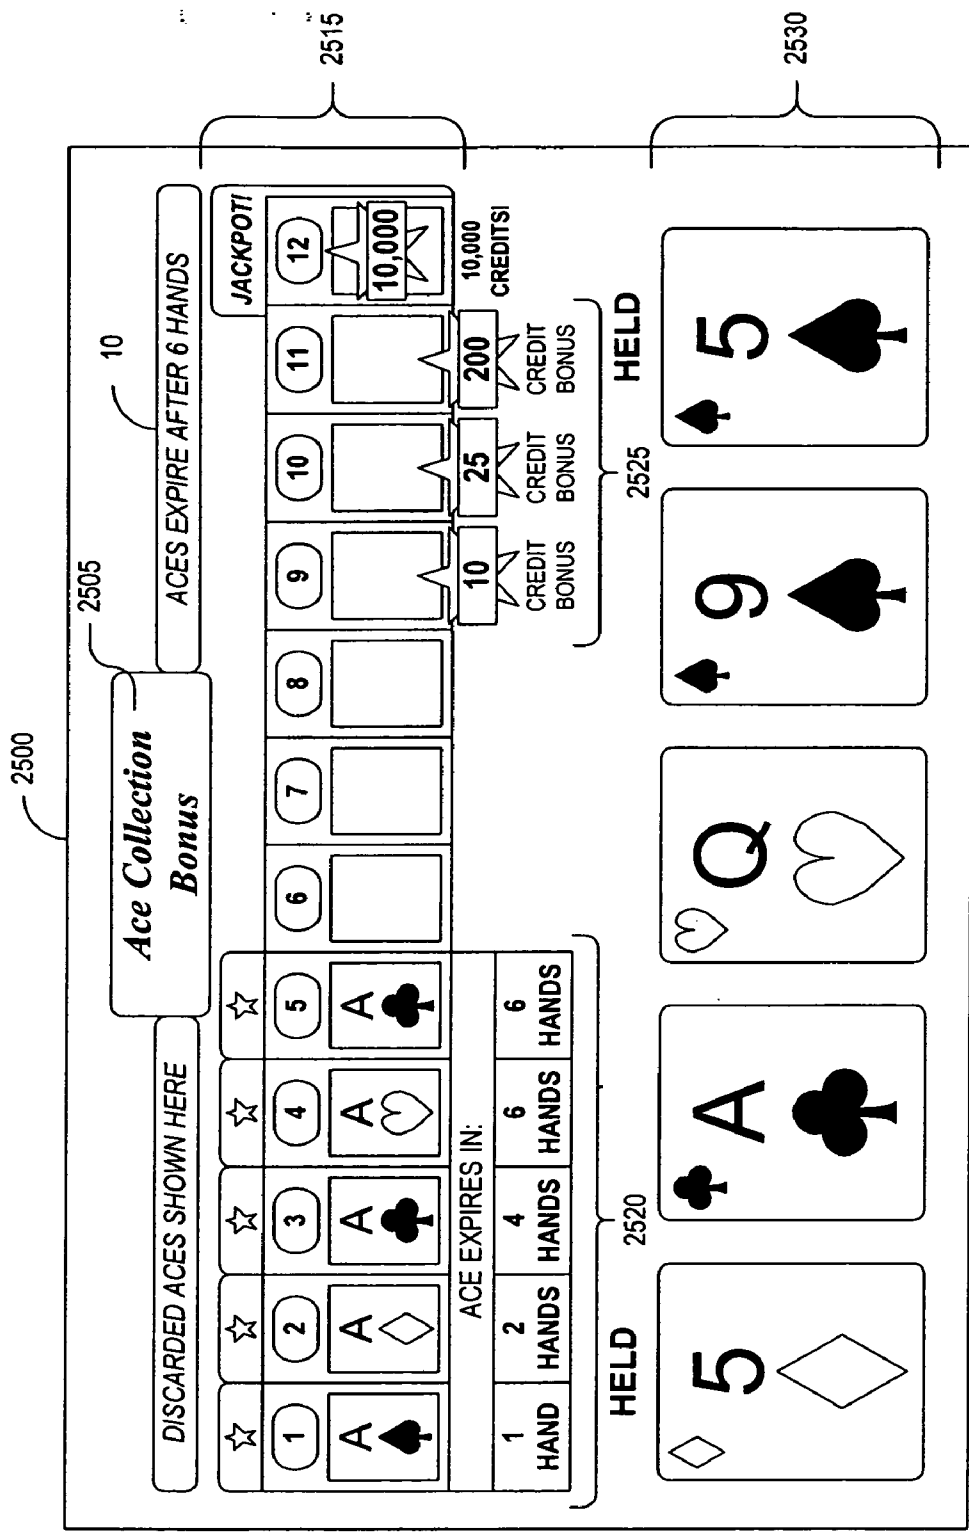 2500
2505
10
Ace Collection
Bonus
DISCARDED ACES SHOWN HERE
ACES EXPIRE AFTER 6 HANDS
JACKPOT!
1
2
3
4
5
6
7
8
9
10
11
12
A
A
A
A
A
10,000
2515
ACE EXPIRES IN:
1
HAND
2
HANDS
4
HANDS
6
HANDS
6
HANDS
10
CREDIT
BONUS
25
CREDIT
BONUS
200
CREDIT
BONUS
10,000
CREDITS!
2520
2525
HELD
HELD
5
A
Q
9
5
2530